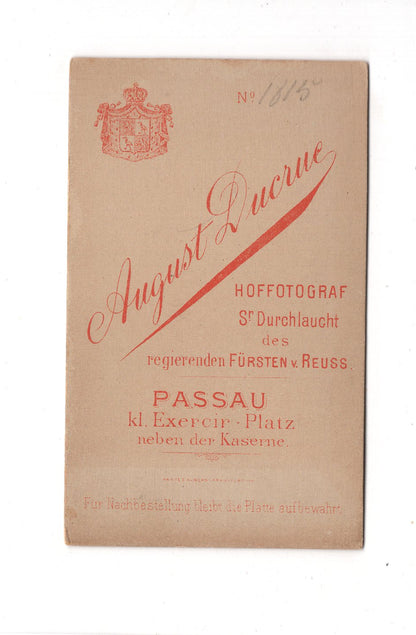 Nº 1815
August Ducrue
HOFFOTOGRAF
Sr Durchlaucht
des
regierenden FÜRSTEN v. REUSS.
PASSAU
kl. Exercir-Platz
neben der Kaserne.
Für Nachbestellung bleibt die Platte aufbewahrt.